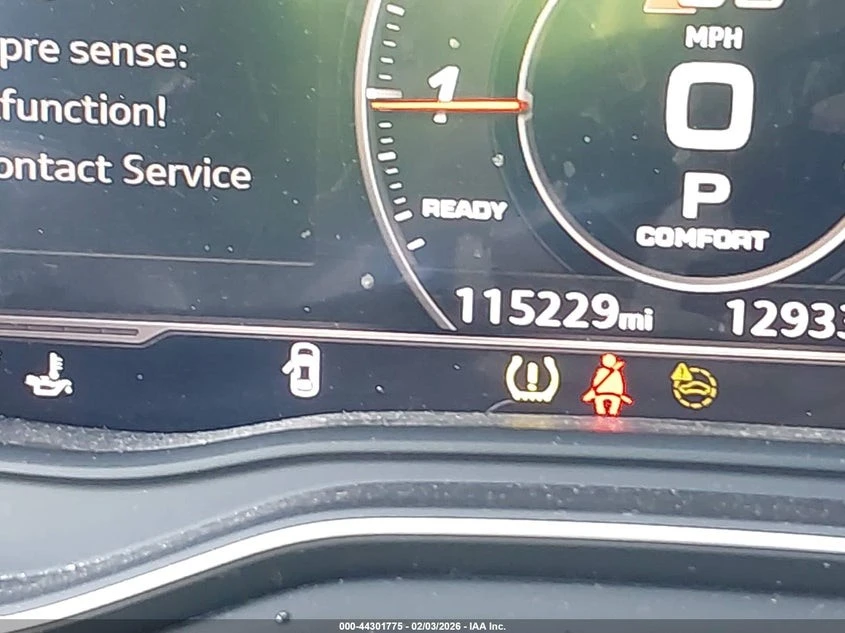 pre sense:
function!
ontact Service
1
MPH
0
P
READY
COMFORT
115229mi
1293
000-44301775 - 02/03/2026 - IAA Inc.